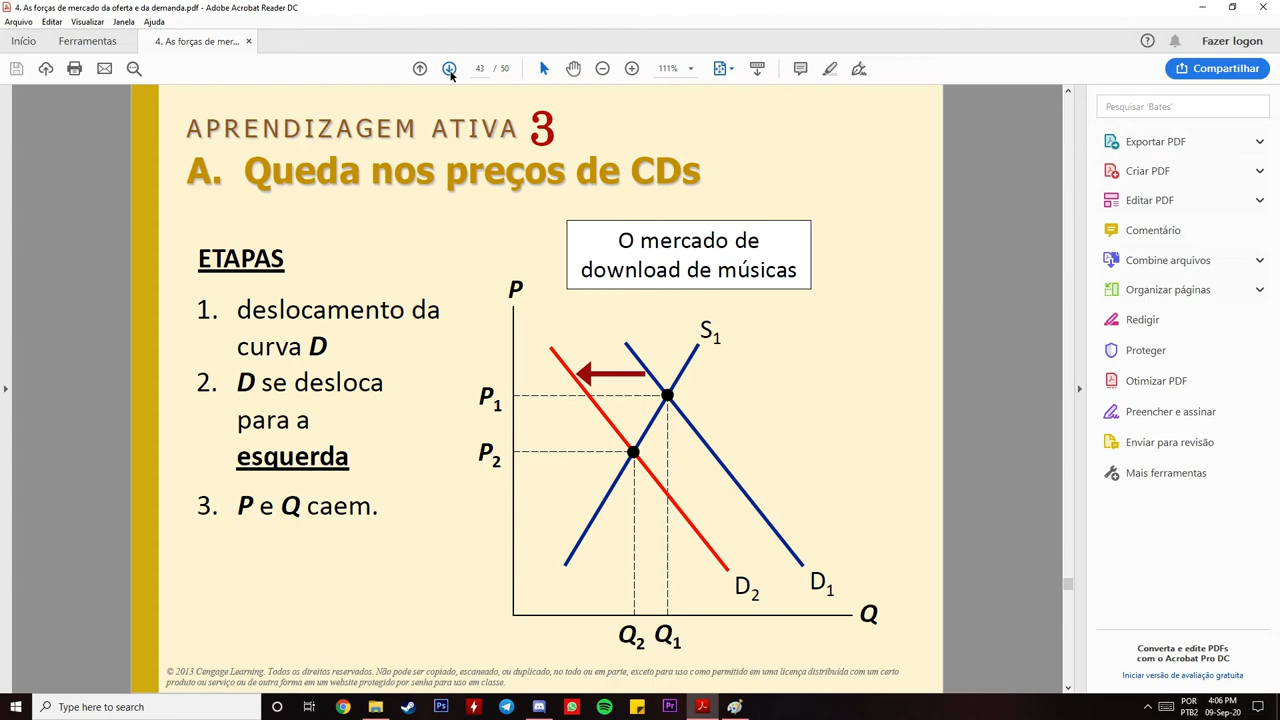 4. As forças de mercado da oferta e da demanda.pdf - Adobe Acrobat Reader DC
Arquivo Editar Visualizar Janela Ajuda
Início Ferramentas 4. As forças de mer... × Fazer logon
43 / 50 111% Compartilhar
APRENDIZAGEM ATIVA 3
A. Queda nos preços de CDs
ETAPAS
1. deslocamento da
curva D
2. D se desloca
para a
esquerda
3. P e Q caem.
O mercado de
download de músicas
P
S1
P1
P2
D2
D1
Q
Q2 Q1
© 2013 Cengage Learning. Todos os direitos reservados. Não pode ser copiado, escaneado, ou duplicado, no todo ou em parte, exceto para uso como permitido em uma licença distribuída com um certo
produto ou serviço ou de outra forma em um website protegido por senha para uso em classe.
Pesquisar 'Bates'
Exportar PDF
Criar PDF
Editar PDF
Comentário
Combine arquivos
Organizar páginas
Redigir
Proteger
Otimizar PDF
Preencher e assinar
Enviar para revisão
Mais ferramentas
Converta e edite PDFs
com o Acrobat Pro DC
Iniciar versão de avaliação gratuita
Type here to search
Ps
Pr
POR
PTB2
4:06 PM
09-Sep-20